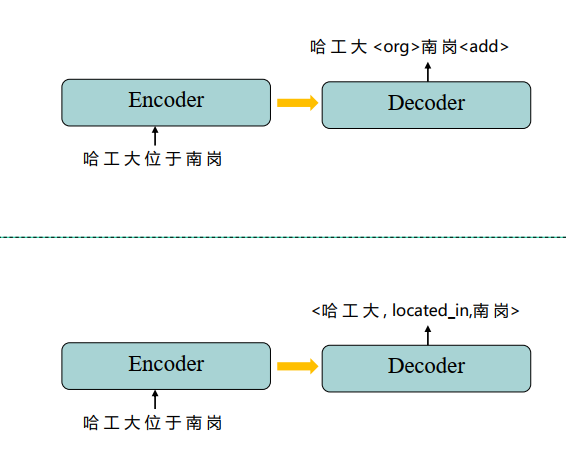 哈工大<org>南岗<add>
Encoder
Decoder
哈工大位于南岗
<哈工大, located_in,南岗>
Encoder
Decoder
哈工大位于南岗